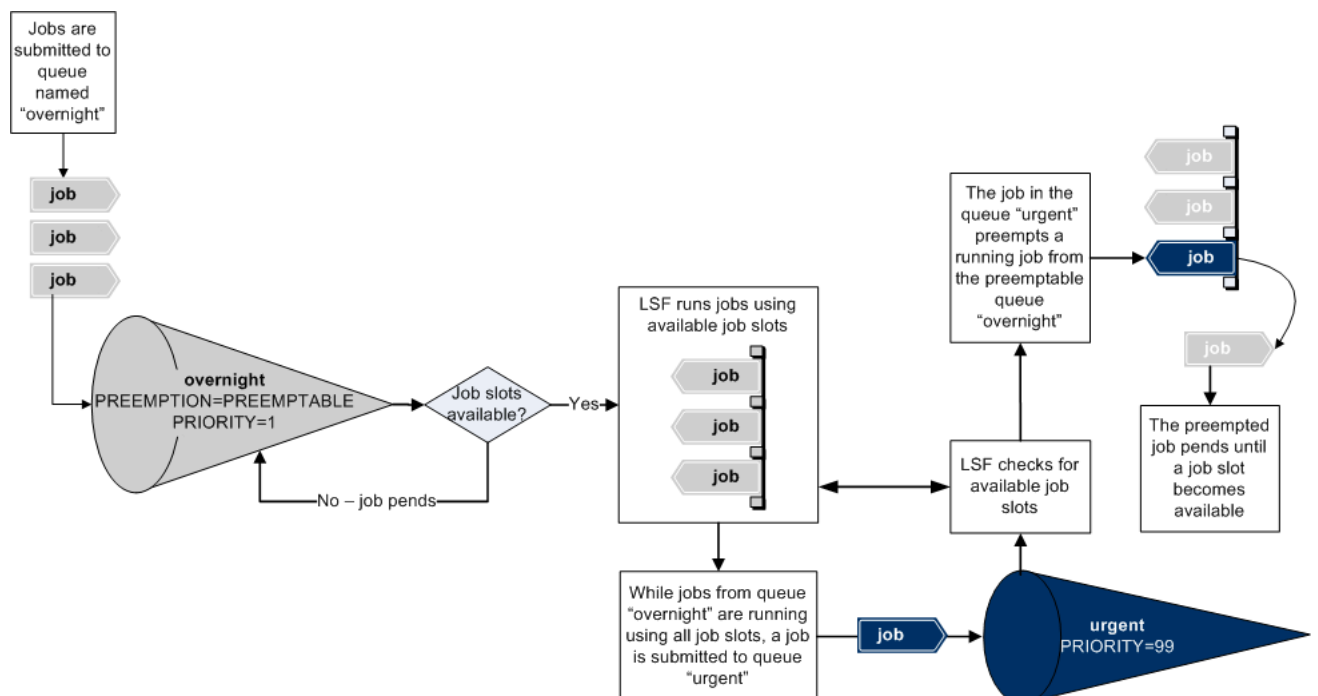 Jobs are
submitted to
queue
named
“overnight”
job
job
job
overnight
PREEMPTION=PREEMPTABLE
PRIORITY=1
Job slots
available?
Yes
No – job pends
LSF runs jobs using
available job slots
job
job
job
While jobs from queue
“overnight” are running
using all job slots, a job
is submitted to queue
“urgent”
job
urgent
PRIORITY=99
LSF checks for
available job
slots
The job in the
queue “urgent”
preempts a
running job from
the preemptable
queue
“overnight”
job
job
job
job
The preempted
job pends until
a job slot
becomes
available